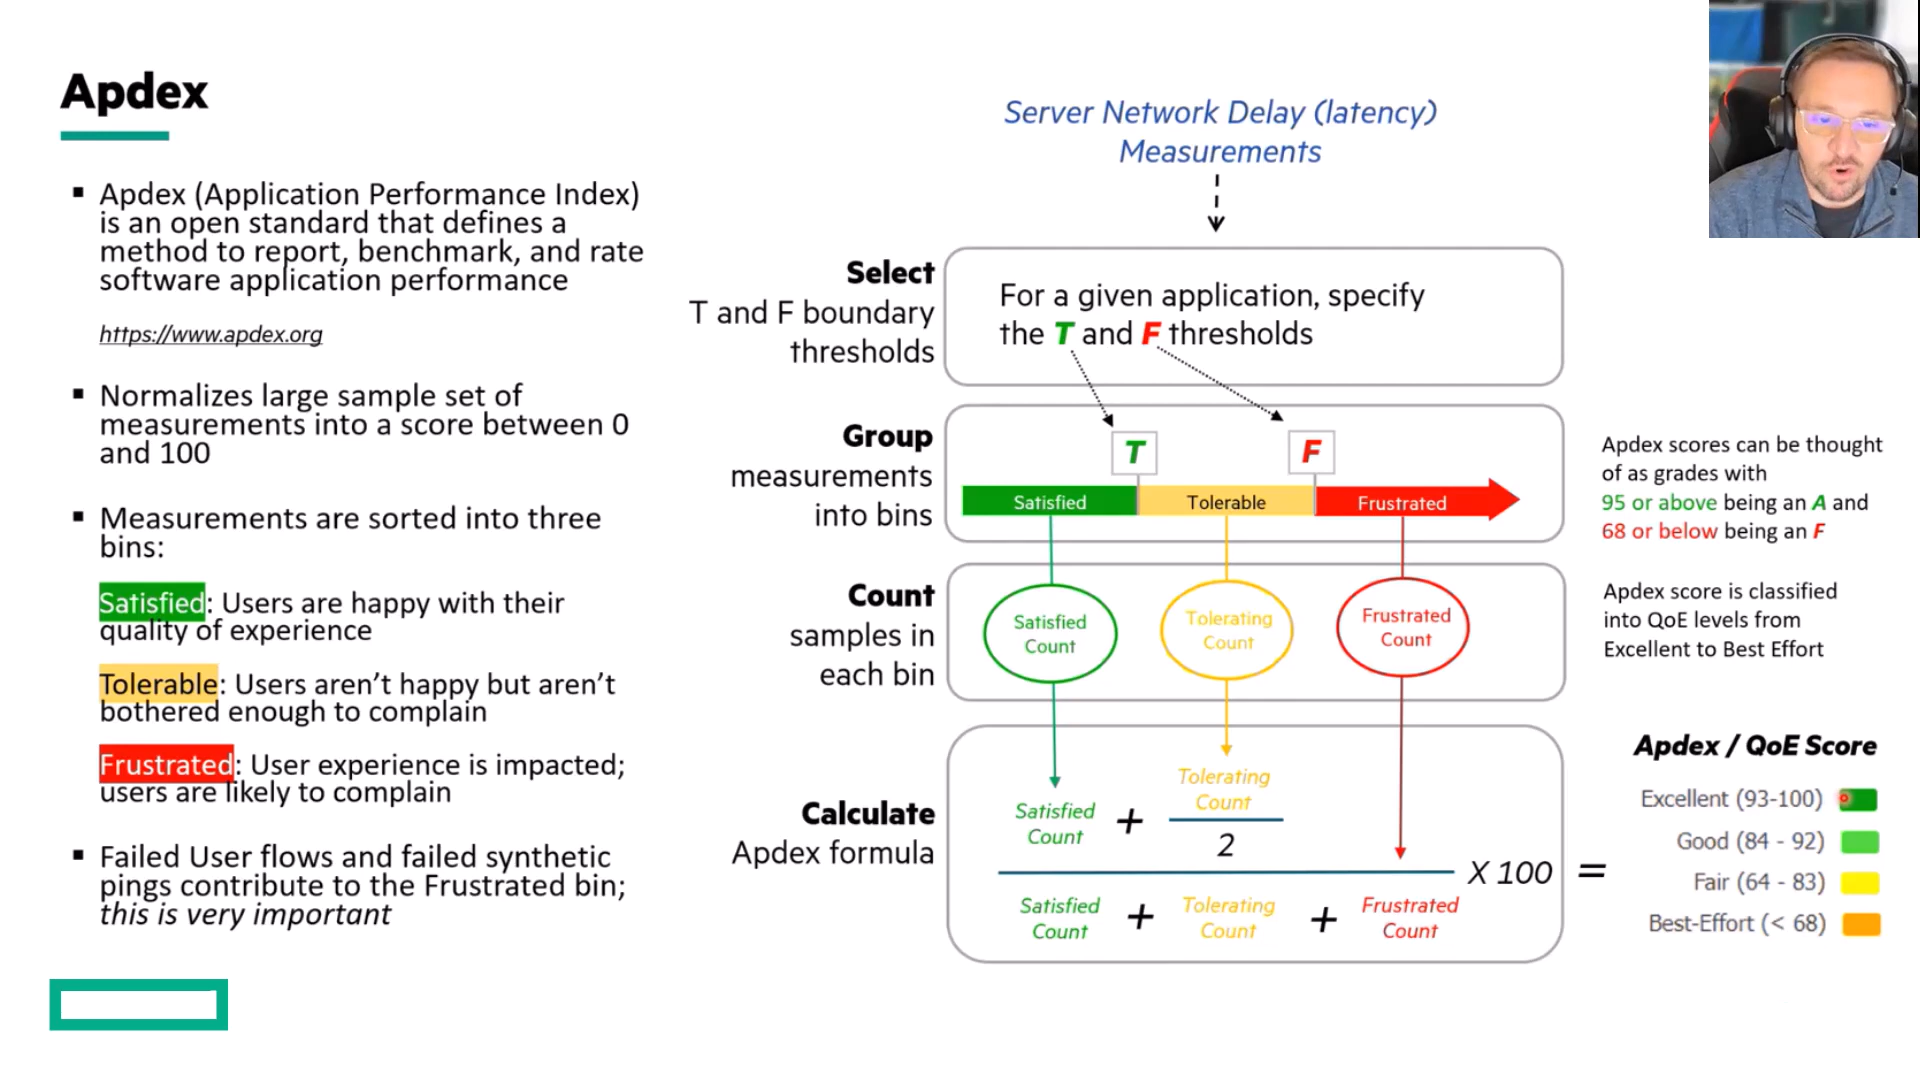 Apdex
▪ Apdex (Application Performance Index)
is an open standard that defines a
method to report, benchmark, and rate
software application performance
https://www.apdex.org
▪ Normalizes large sample set of
measurements into a score between 0
and 100
▪ Measurements are sorted into three
bins:
Satisfied: Users are happy with their
quality of experience
Tolerable: Users aren’t happy but aren’t
bothered enough to complain
Frustrated: User experience is impacted;
users are likely to complain
▪ Failed User flows and failed synthetic
pings contribute to the Frustrated bin;
this is very important
Server Network Delay (latency)
Measurements
Select
T and F boundary
thresholds
For a given application, specify
the T and F thresholds
Group
measurements
into bins
T
F
Satisfied
Tolerable
Frustrated
Count
samples in
each bin
Satisfied
Count
Tolerating
Count
Frustrated
Count
Calculate
Apdex formula
Satisfied
Count
+
Tolerating
Count
2
Satisfied
Count
+
Tolerating
Count
+
Frustrated
Count
X 100
=
Apdex scores can be thought
of as grades with
95 or above being an A and
68 or below being an F
Apdex score is classified
into QoE levels from
Excellent to Best Effort
Apdex / QoE Score
Excellent (93-100)
Good (84 - 92)
Fair (64 - 83)
Best-Effort (< 68)